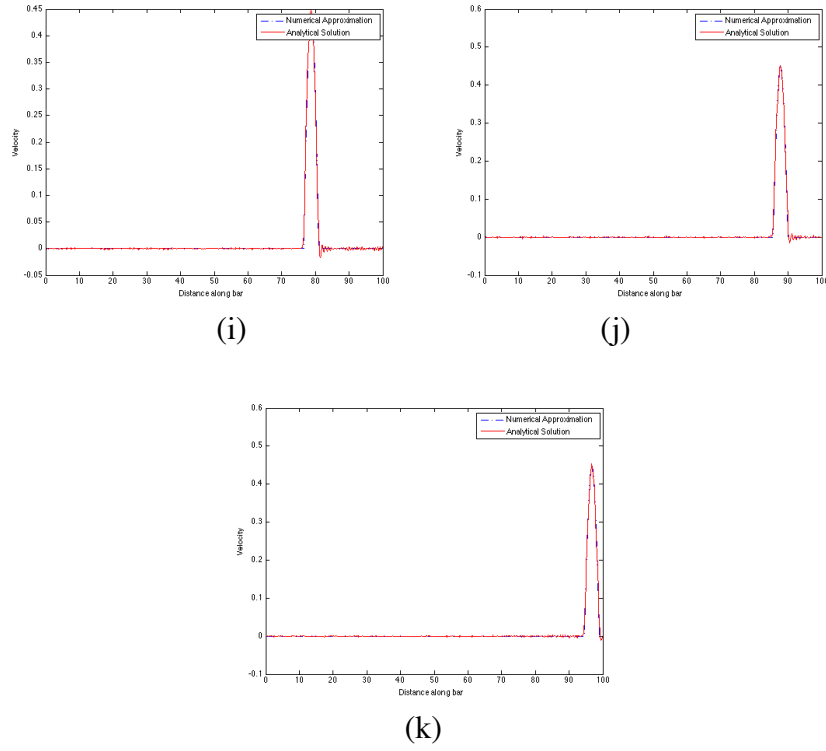 0.45
0.4
0.35
0.3
0.25
0.2
0.15
0.1
0.05
0
-0.05
Velocity
Numerical Approximation
Analytical Solution
0 10 20 30 40 50 60 70 80 90 100
Distance along bar
(i)
0.6
0.5
0.4
0.3
0.2
0.1
0
-0.1
Velocity
Numerical Approximation
Analytical Solution
0 10 20 30 40 50 60 70 80 90 100
Distance along bar
(j)
0.6
0.5
0.4
0.3
0.2
0.1
0
-0.1
Velocity
Numerical Approximation
Analytical Solution
0 10 20 30 40 50 60 70 80 90 100
Distance along bar
(k)